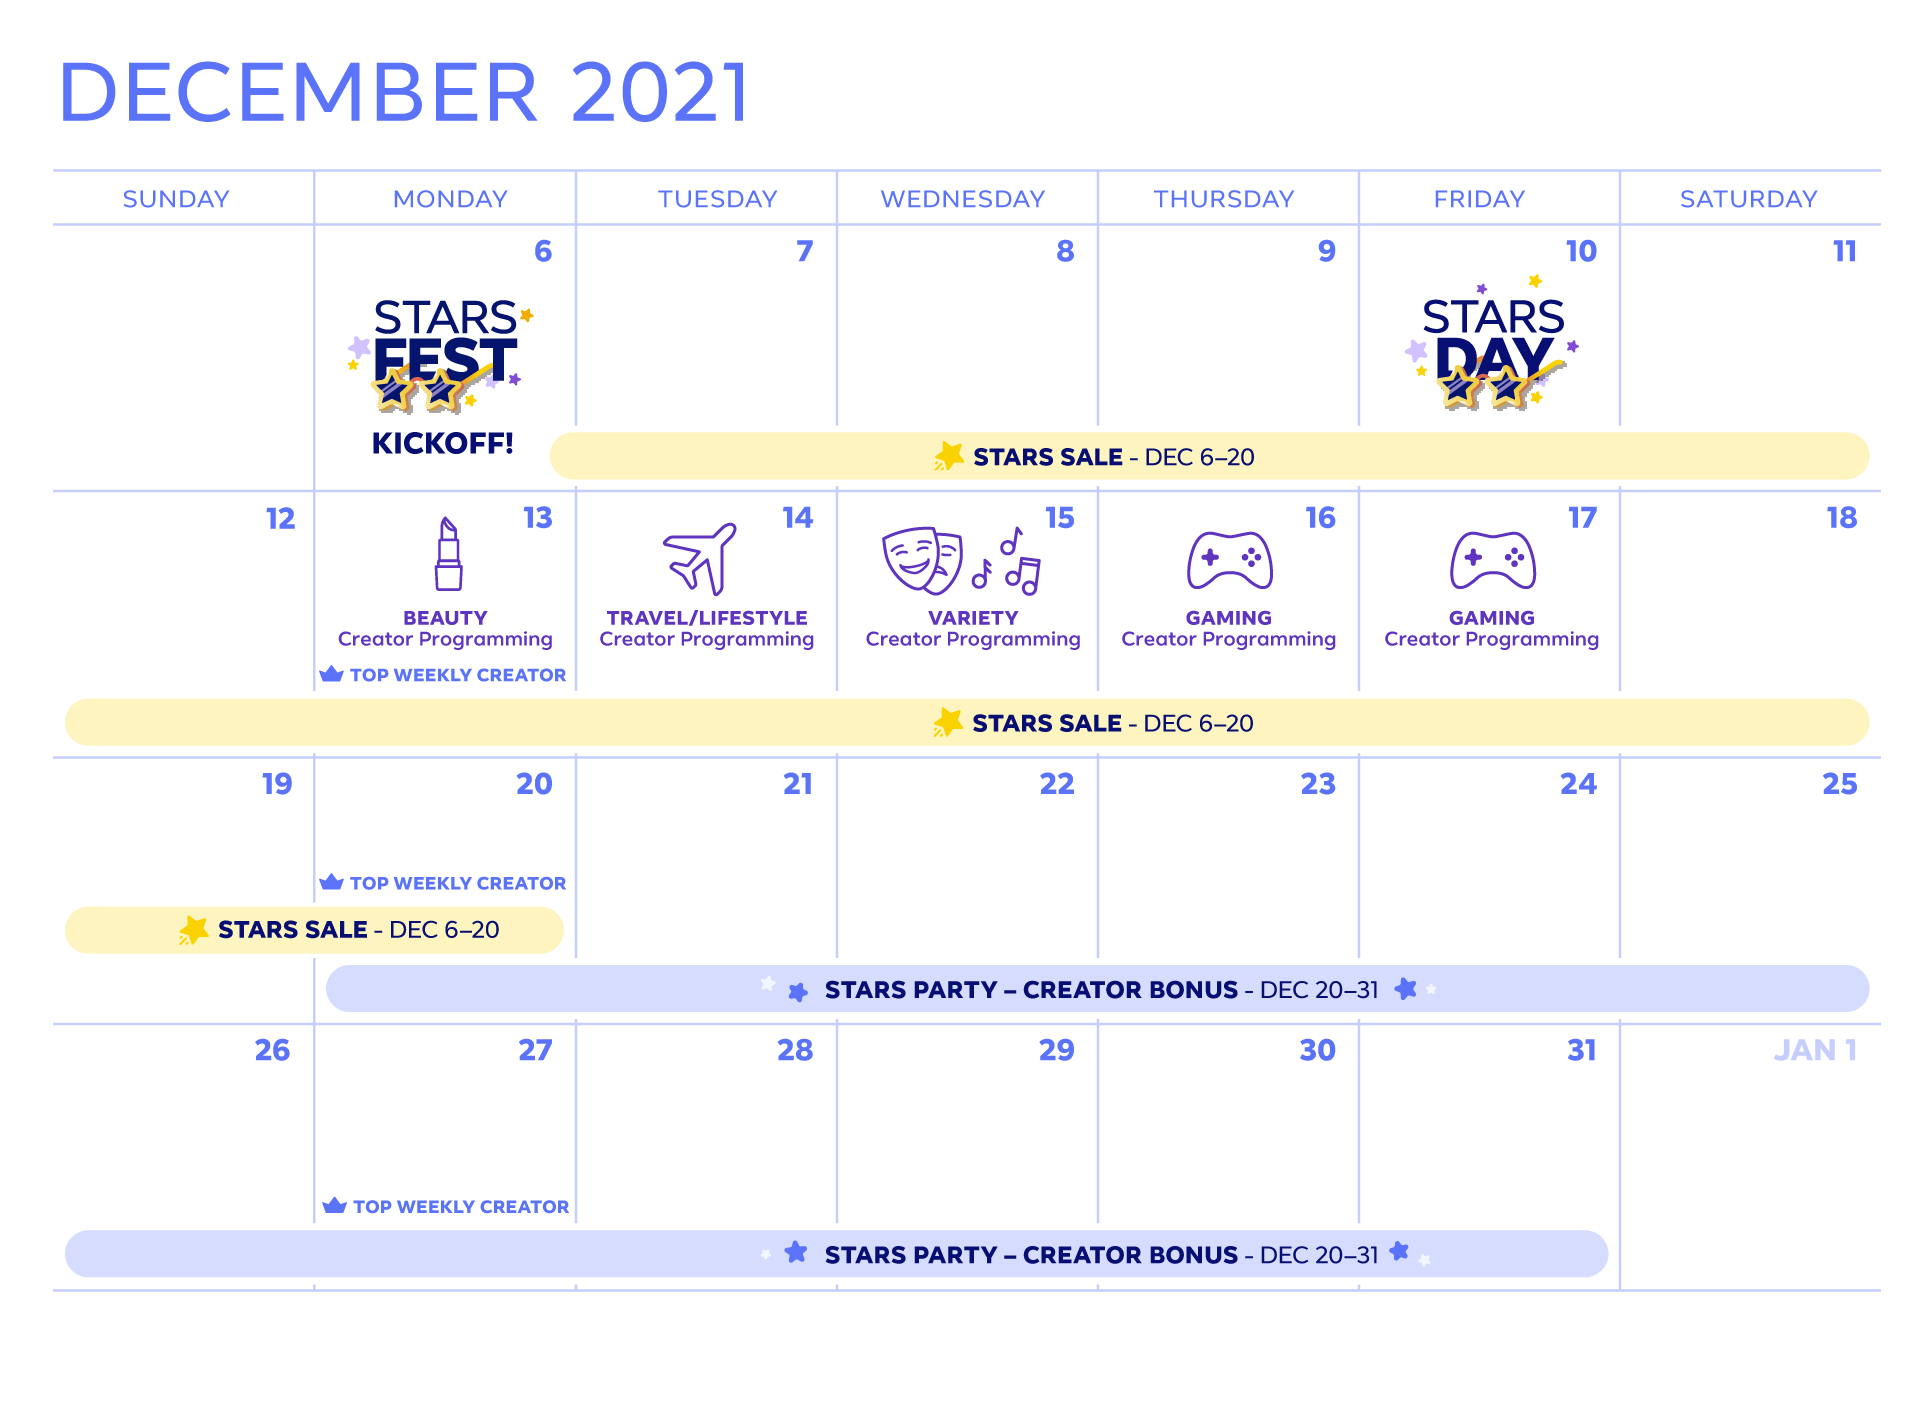 DECEMBER 2021
SUNDAY MONDAY TUESDAY WEDNESDAY THURSDAY FRIDAY SATURDAY
6 7 8 9 10 11
STARS
FEST
KICKOFF!
STARS
DAY
STARS SALE - DEC 6–20
12 13 14 15 16 17 18
BEAUTY
Creator Programming
TOP WEEKLY CREATOR
TRAVEL/LIFESTYLE
Creator Programming
VARIETY
Creator Programming
GAMING
Creator Programming
GAMING
Creator Programming
STARS SALE - DEC 6–20
19 20 21 22 23 24 25
TOP WEEKLY CREATOR
STARS SALE - DEC 6–20
STARS PARTY – CREATOR BONUS - DEC 20–31
26 27 28 29 30 31 JAN 1
TOP WEEKLY CREATOR
STARS PARTY – CREATOR BONUS - DEC 20–31